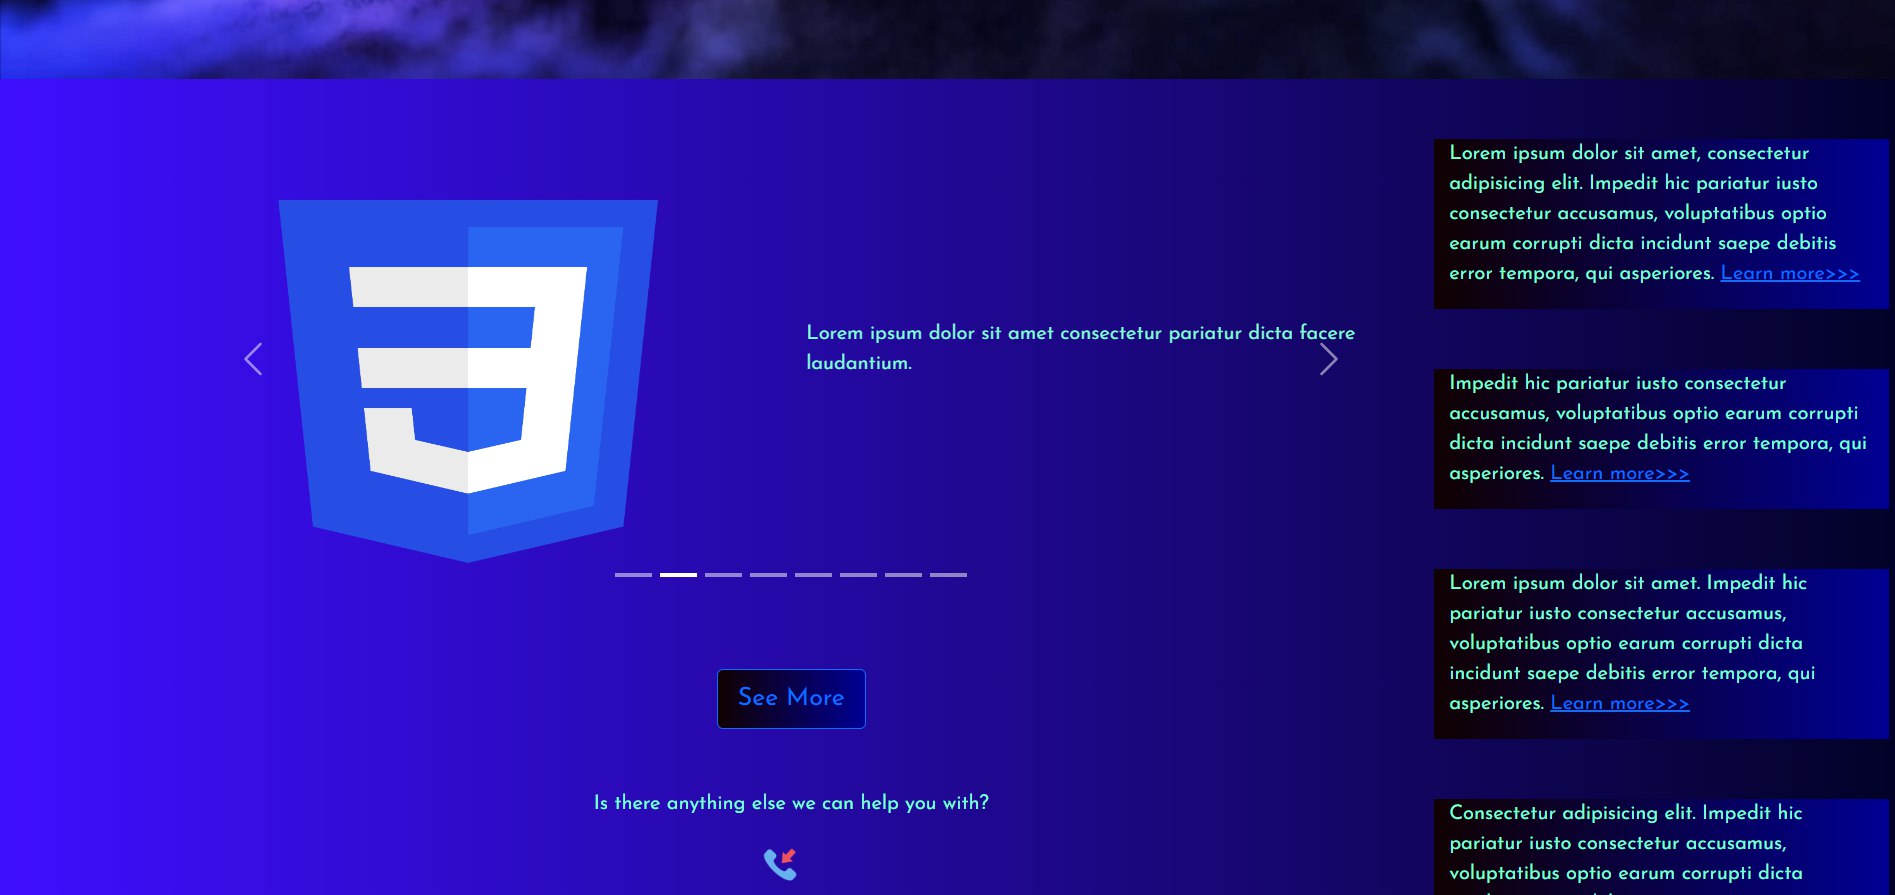 Lorem ipsum dolor sit amet consectetur pariatur dicta facere
laudantium.
See More
Is there anything else we can help you with?
Lorem ipsum dolor sit amet, consectetur
adipisicing elit. Impedit hic pariatur iusto
consectetur accusamus, voluptatibus optio
earum corrupti dicta incidunt saepe debitis
error tempora, qui asperiores. Learn more>>>
Impedit hic pariatur iusto consectetur
accusamus, voluptatibus optio earum corrupti
dicta incidunt saepe debitis error tempora, qui
asperiores. Learn more>>>
Lorem ipsum dolor sit amet. Impedit hic
pariatur iusto consectetur accusamus,
voluptatibus optio earum corrupti dicta
incidunt saepe debitis error tempora, qui
asperiores. Learn more>>>
Consectetur adipisicing elit. Impedit hic
pariatur iusto consectetur accusamus,
voluptatibus optio earum corrupti dicta